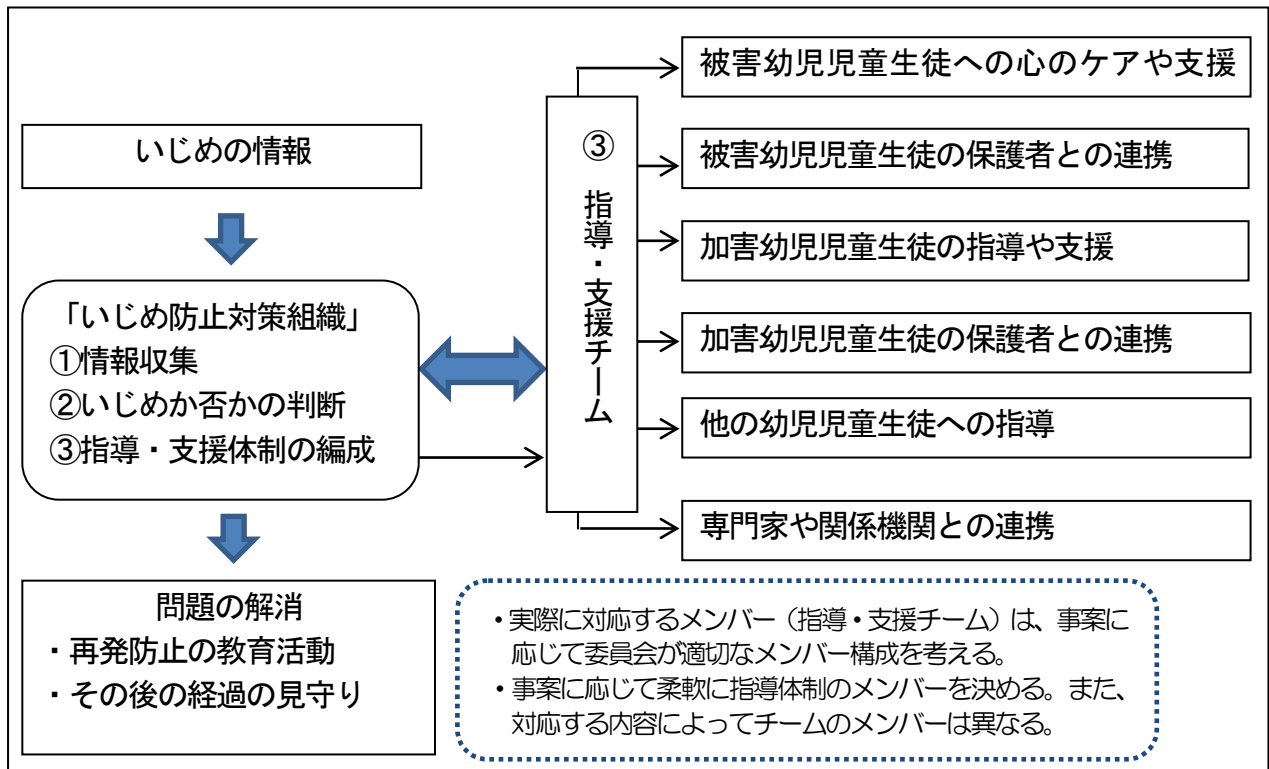 いじめの情報
「いじめ防止対策組織」
①情報収集
②いじめか否かの判断
③指導・支援体制の編成
問題の解消
・再発防止の教育活動
・その後の経過の見守り
③ 指導・支援チーム
被害幼児児童生徒への心のケアや支援
被害幼児児童生徒の保護者との連携
加害幼児児童生徒の指導や支援
加害幼児児童生徒の保護者との連携
他の幼児児童生徒への指導
専門家や関係機関との連携
・実際に対応するメンバー（指導・支援チーム）は、事案に
応じて委員会が適切なメンバー構成を考える。
・事案に応じて柔軟に指導体制のメンバーを決める。また、
対応する内容によってチームのメンバーは異なる。